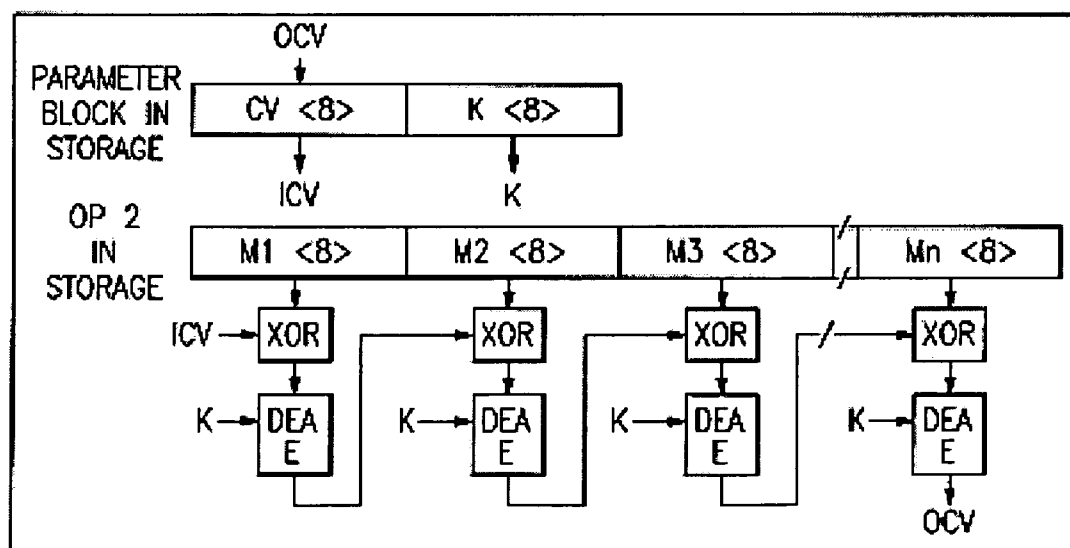 OCV
PARAMETER
BLOCK IN
STORAGE
CV <8> K <8>
ICV K
OP 2
IN
STORAGE
M1 <8> M2 <8> M3 <8> Mn <8>
ICV XOR XOR XOR XOR
K DEA K DEA K DEA K DEA
E E E E
OCV